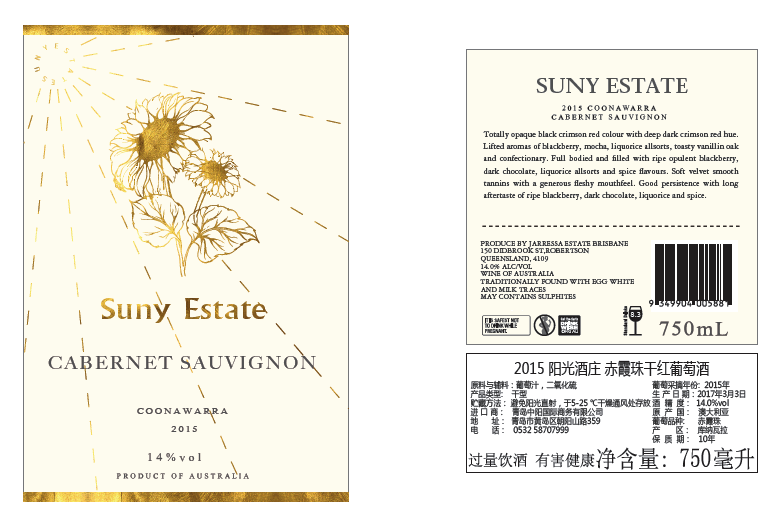 Suny Estate
CABERNET SAUVIGNON
COONAWARRA
2015
14%vol
PRODUCT OF AUSTRALIA
SUNY ESTATE
2015 COONAWARRA
CABERNET SAUVIGNON
Totally opaque black crimson red colour with deep dark crimson red hue.
Lifted aromas of blackberry, mocha, liquorice allsorts, toasty vanillin oak
and confectionary. Full bodied and filled with ripe opulent blackberry,
dark chocolate, liquorice allsorts and spice flavours. Soft velvet smooth
tannins with a generous fleshy mouthfeel. Good persistence with long
aftertaste of ripe blackberry, dark chocolate, liquorice and spice.
PRODUCE BY JARRESSA ESTATE BRISBANE
150 DIDBROOK ST,ROBERTSON
QUEENSLAND, 4109
14.0% ALC/VOL
WINE OF AUSTRALIA
TRADITIONALLY FOUND WITH EGG WHITE
AND MILK TRACES
MAY CONTAINS SULPHITES
9 349904 005887
IT IS SAFEST NOT
TO DRINK WHILE
PREGNANT.
8.3
750mL
2015 阳光酒庄 赤霞珠干红葡萄酒
原料与辅料：葡萄汁，二氧化硫 葡萄采摘年份: 2015年
产品类型: 干型 生 产 日 期 : 2017年3月3日
贮藏方法：避免阳光直射，于5-25 ℃干燥通风处存放 酒 精 度： 14.0%vol
进 口 商： 青岛中阳国际商务有限公司 原 产 国： 澳大利亚
地 址： 青岛市黄岛区朝阳山路359 葡萄品种: 赤霞珠
电 话： 0532 58707999 产 区： 库纳瓦拉
保 质 期： 10年
过量饮酒 有害健康 净含量: 750毫升